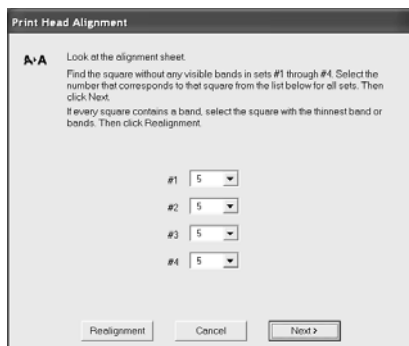 Print Head Alignment
A▸A
Look at the alignment sheet.
Find the square without any visible bands in sets #1 through #4. Select the
number that corresponds to that square from the list below for all sets. Then
click Next.
If every square contains a band, select the square with the thinnest band or
bands. Then click Realignment.
#1 5
#2 5
#3 5
#4 5
Realignment Cancel Next >